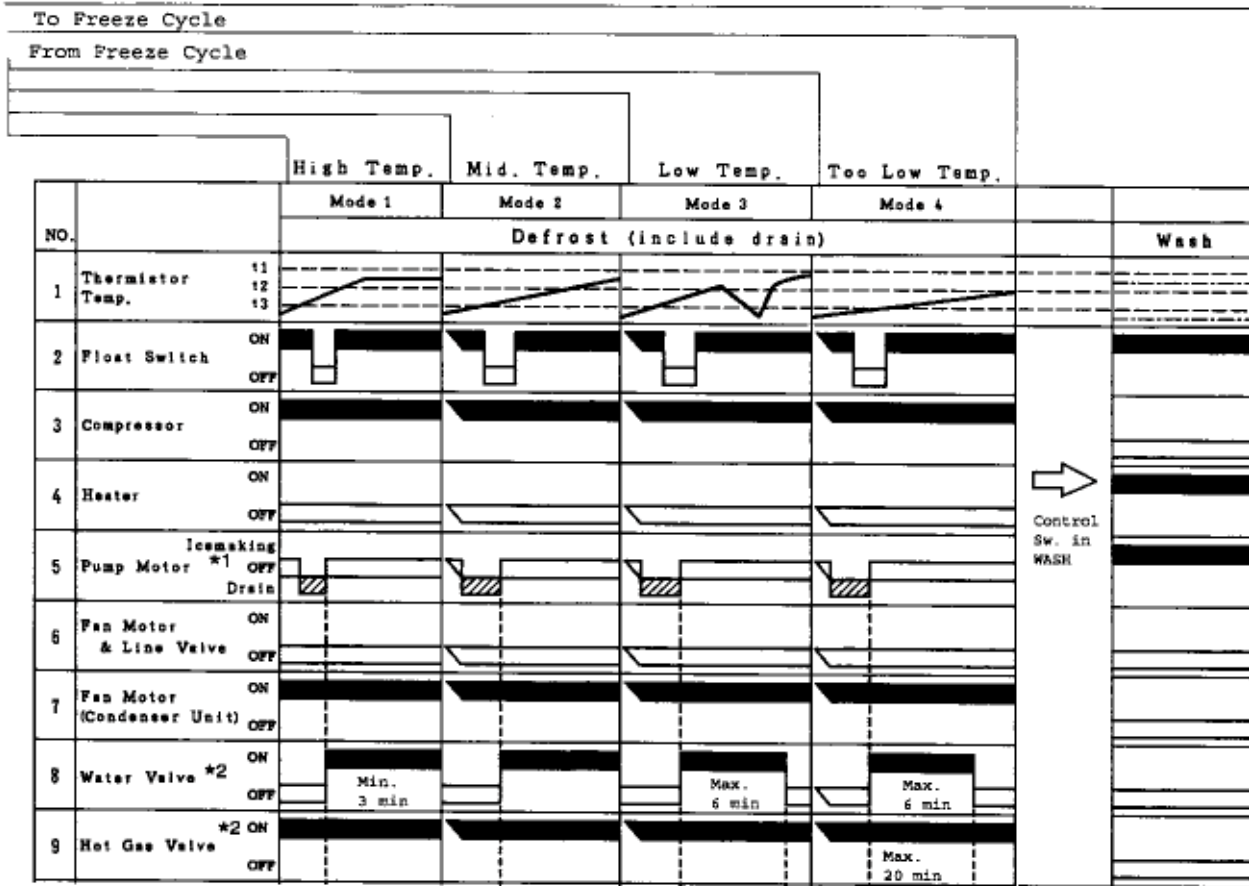 To Freeze Cycle
From Freeze Cycle
High Temp. Mid. Temp. Low Temp. Too Low Temp.
Mode 1 Mode 2 Mode 3 Mode 4
NO. Defrost (include drain) Wash
1 Thermistor Temp. t1 t2 t3
2 Float Switch ON OFF
3 Compressor ON OFF
4 Heater ON OFF
Control Sw. in WASH
5 Pump Motor *1 Icemaking OFF Drain
6 Fan Motor & Line Valve ON OFF
7 Fan Motor (Condenser Unit) ON OFF
8 Water Valve *2 ON OFF Min. 3 min Max. 6 min Max. 6 min
9 Hot Gas Valve *2 ON OFF Max. 20 min